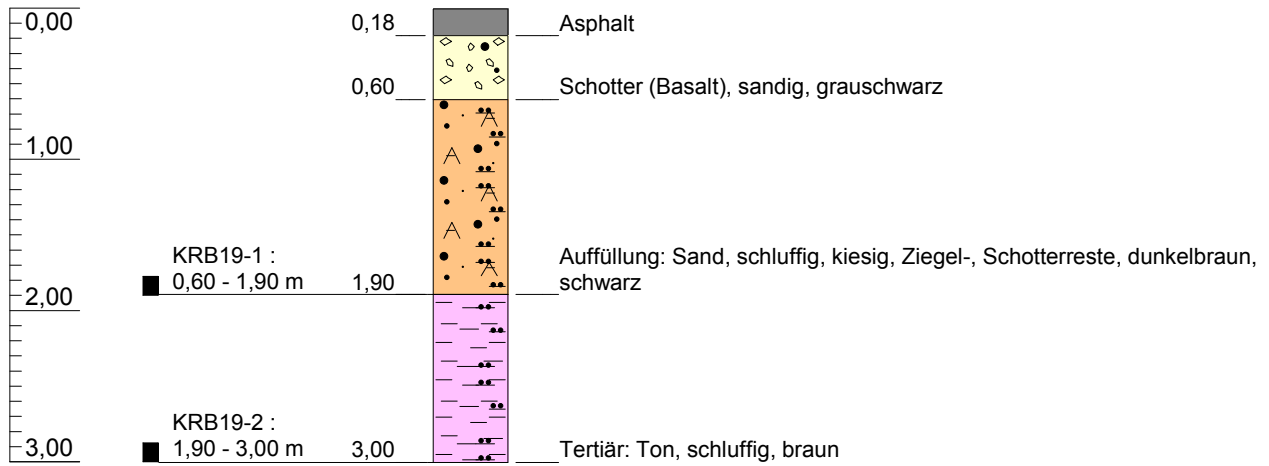 0,00
0,18 Asphalt
0,60 Schotter (Basalt), sandig, grauschwarz
1,00
KRB19-1 :
0,60 - 1,90 m 1,90 Auffüllung: Sand, schluffig, kiesig, Ziegel-, Schotterreste, dunkelbraun,
schwarz
2,00
KRB19-2 :
1,90 - 3,00 m 3,00 Tertiär: Ton, schluffig, braun
3,00